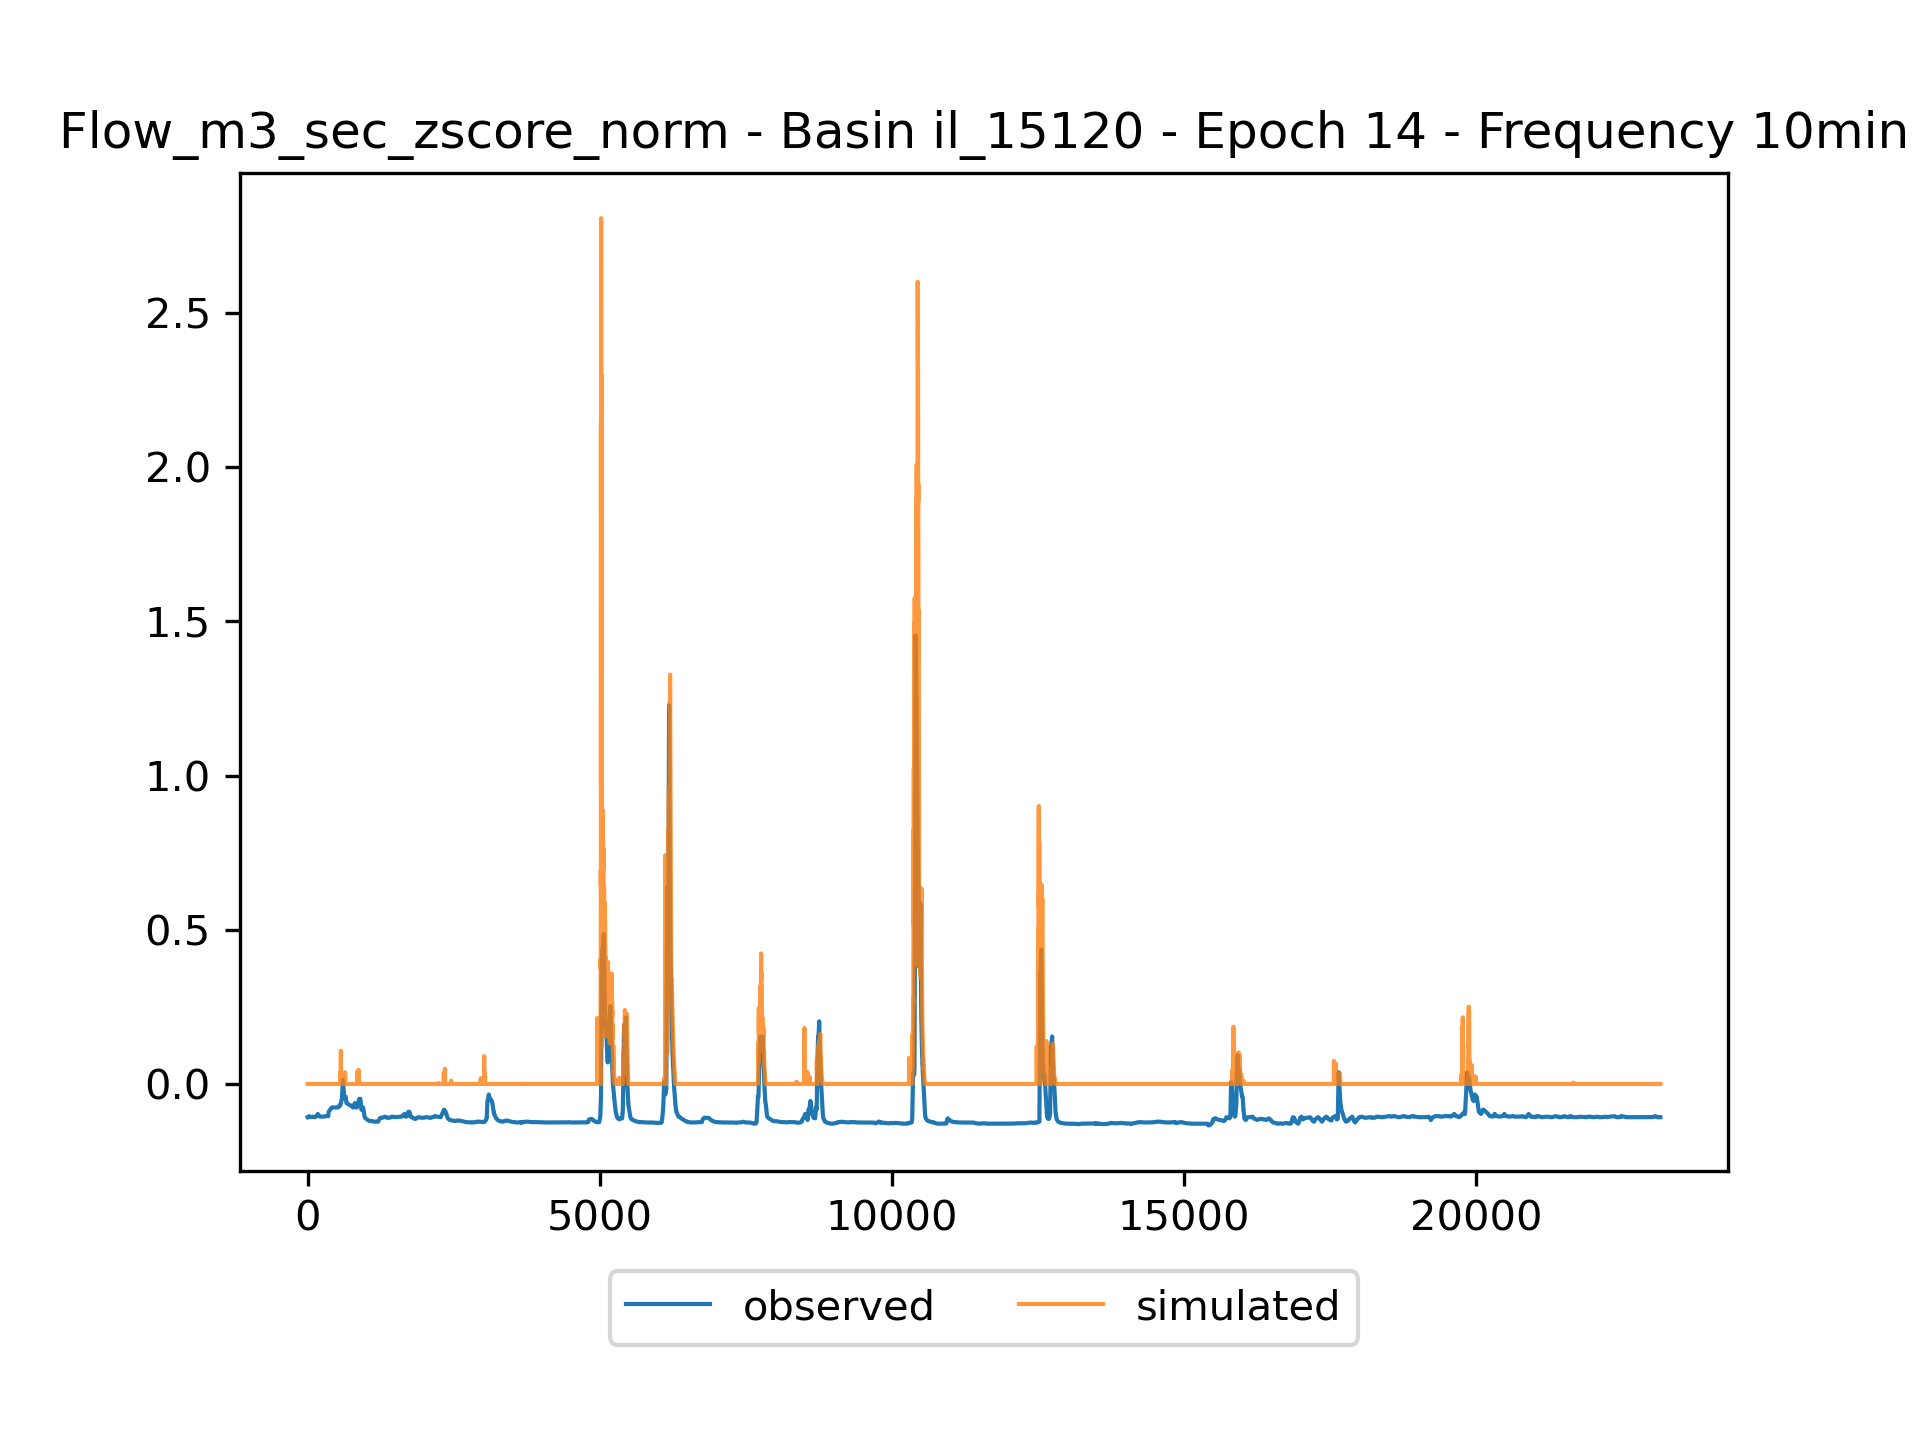 Flow_m3_sec_zscore_norm - Basin il_15120 - Epoch 14 - Frequency 10min
2.5
2.0
1.5
1.0
0.5
0.0
0 5000 10000 15000 20000
observed simulated